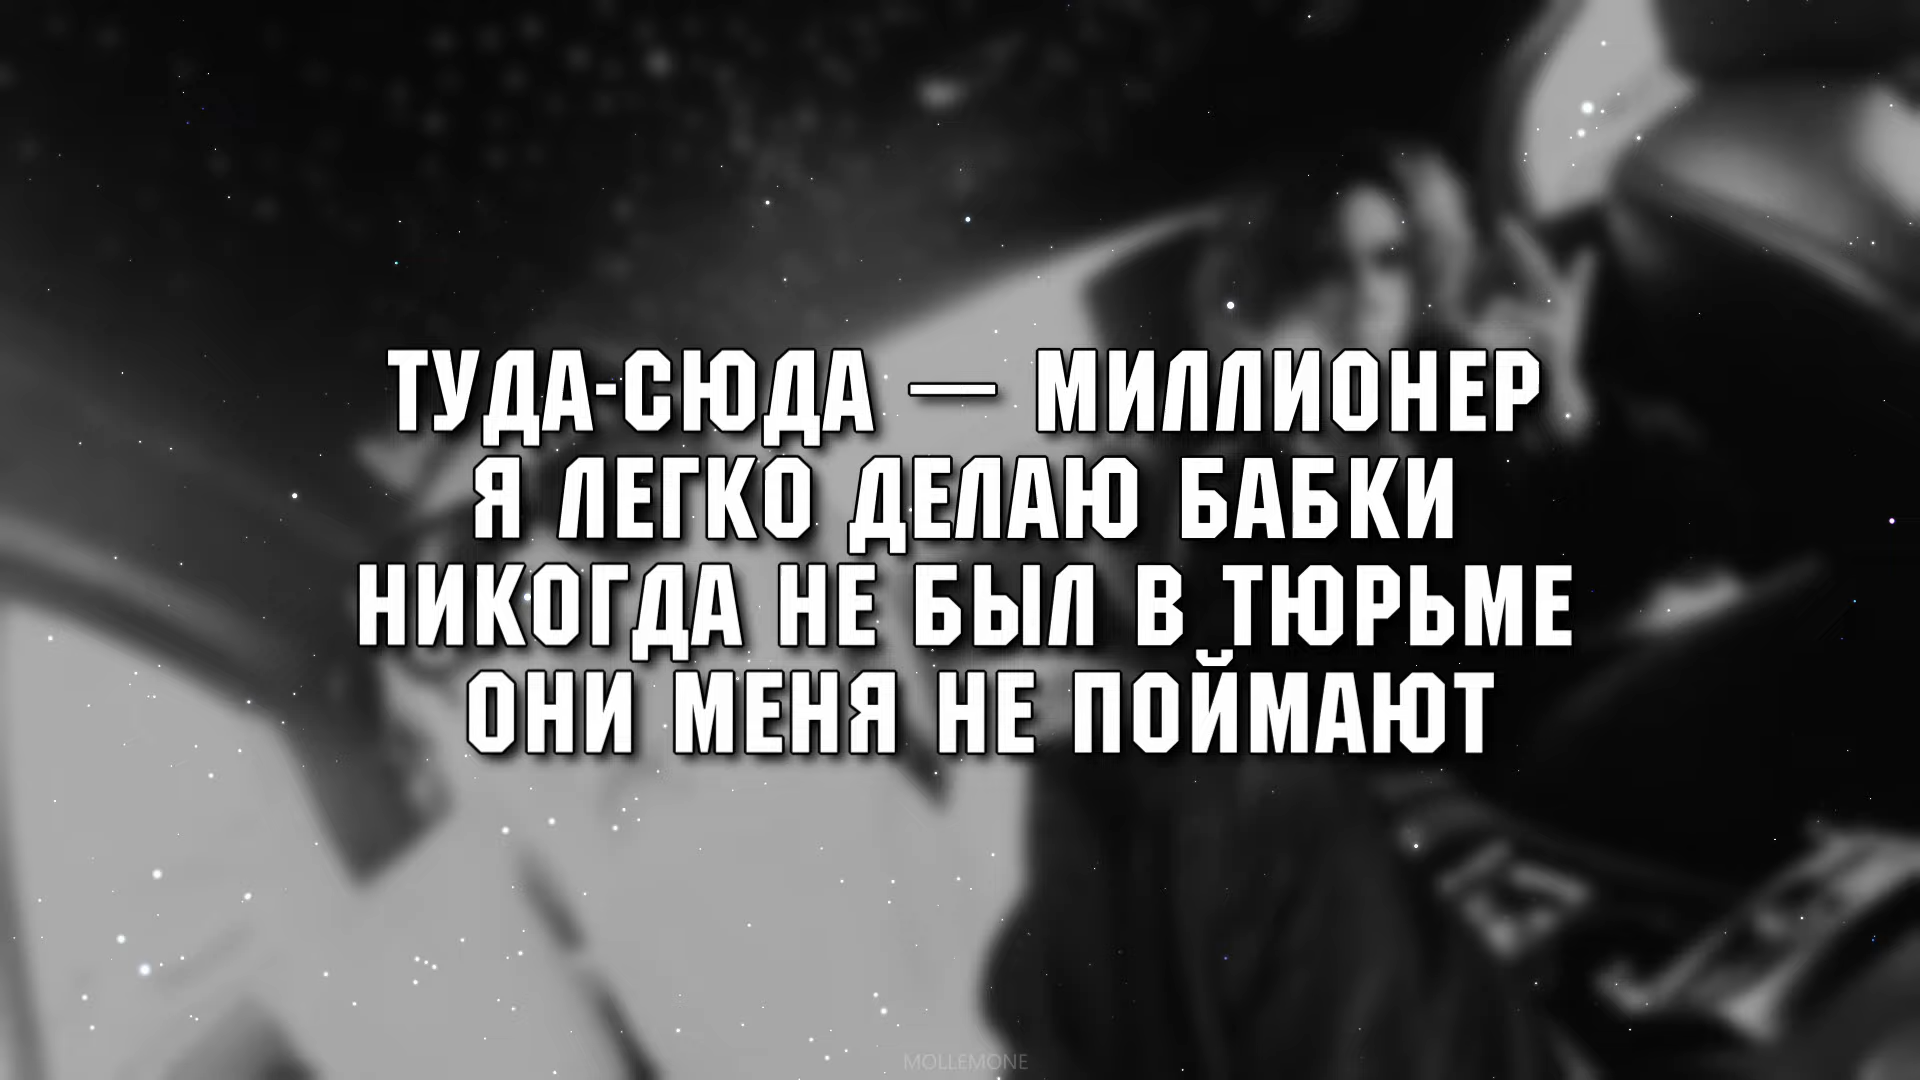 ТУДА-СЮДА — МИЛЛИОНЕР
Я ЛЕГКО ДЕЛАЮ БАБКИ
НИКОГДА НЕ БЫЛ В ТЮРЬМЕ
ОНИ МЕНЯ НЕ ПОЙМАЮТ
MOLLEMONE